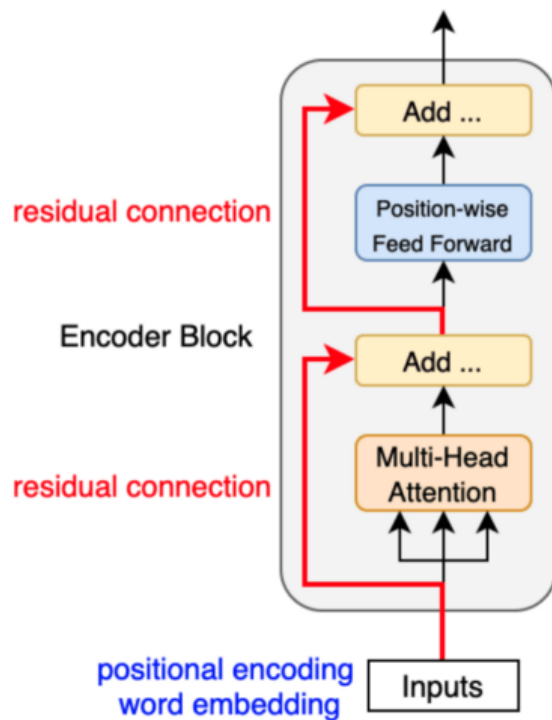 Add ...
residual connection
Position-wise
Feed Forward
Encoder Block
Add ...
residual connection
Multi-Head
Attention
positional encoding
word embedding
Inputs